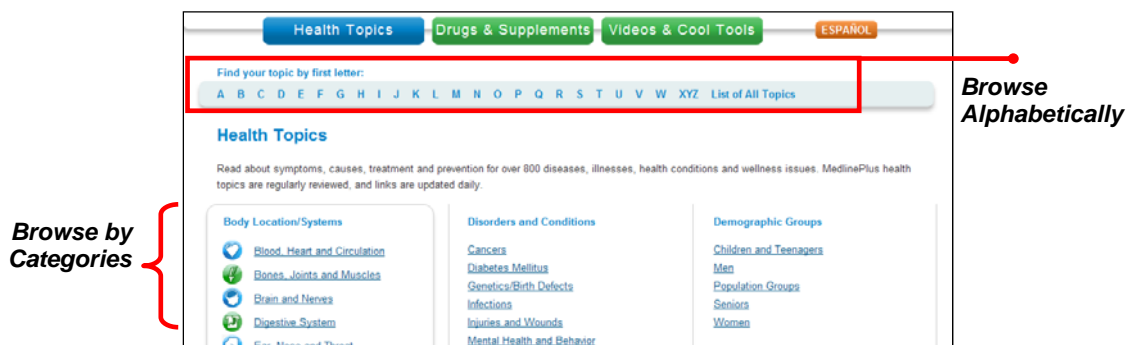 Health Topics Drugs & Supplements Videos & Cool Tools ESPAÑOL
Find your topic by first letter:
A B C D E F G H I J K L M N O P Q R S T U V W XYZ List of All Topics
Browse
Alphabetically
Health Topics
Read about symptoms, causes, treatment and prevention for over 800 diseases, illnesses, health conditions and wellness issues. MedlinePlus health
topics are regularly reviewed, and links are updated daily.
Browse by
Categories
Body Location/Systems
Blood, Heart and Circulation
Bones, Joints and Muscles
Brain and Nerves
Digestive System
Ear, Nose and Throat
Disorders and Conditions
Cancers
Diabetes Mellitus
Genetics/Birth Defects
Infections
Injuries and Wounds
Mental Health and Behavior
Demographic Groups
Children and Teenagers
Men
Population Groups
Seniors
Women